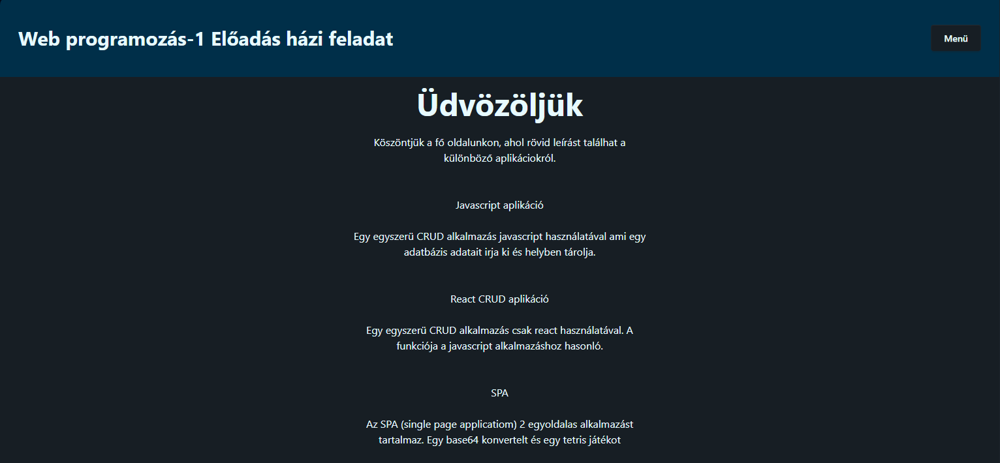 Web programozás-1 Előadás házi feladat
Menü
Üdvözöljük
Köszöntjük a fő oldalunkon, ahol rövid leírást találhat a
különböző aplikáciokról.
Javascript aplikáció
Egy egyszerü CRUD alkalmazás javascript használatával ami egy
adatbázis adatait irja ki és helyben tárolja.
React CRUD aplikáció
Egy egyszerü CRUD alkalmazás csak react használatával. A
funkciója a javascript alkalmazáshoz hasonló.
SPA
Az SPA (single page applicatiom) 2 egyoldalas alkalmazást
tartalmaz. Egy base64 konvertelt és egy tetris játékot